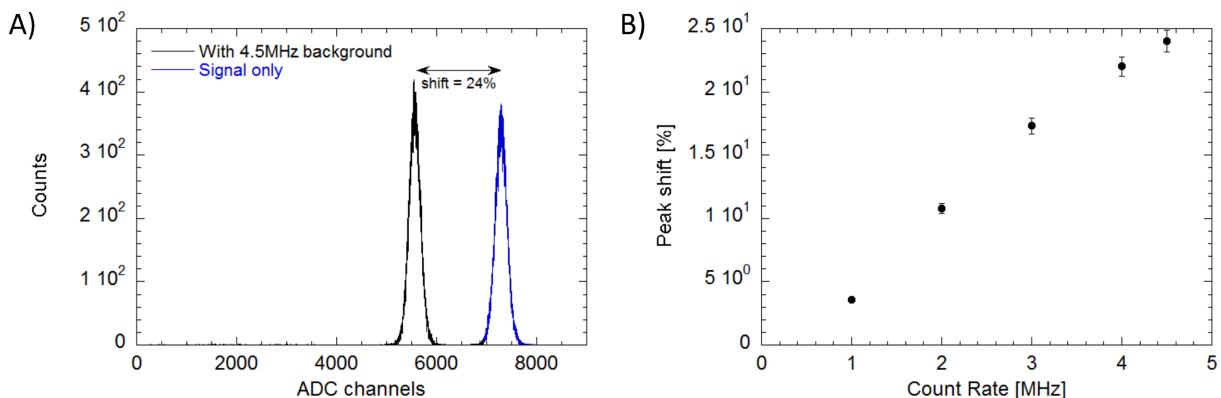 A)
5 10²
4 10²
3 10²
2 10²
1 10²
0
Counts
With 4.5MHz background
Signal only
shift = 24%
0 2000 4000 6000 8000
ADC channels
B)
2.5 10¹
2 10¹
1.5 10¹
1 10¹
5 10⁰
0
Peak shift [%]
0 1 2 3 4 5
Count Rate [MHz]